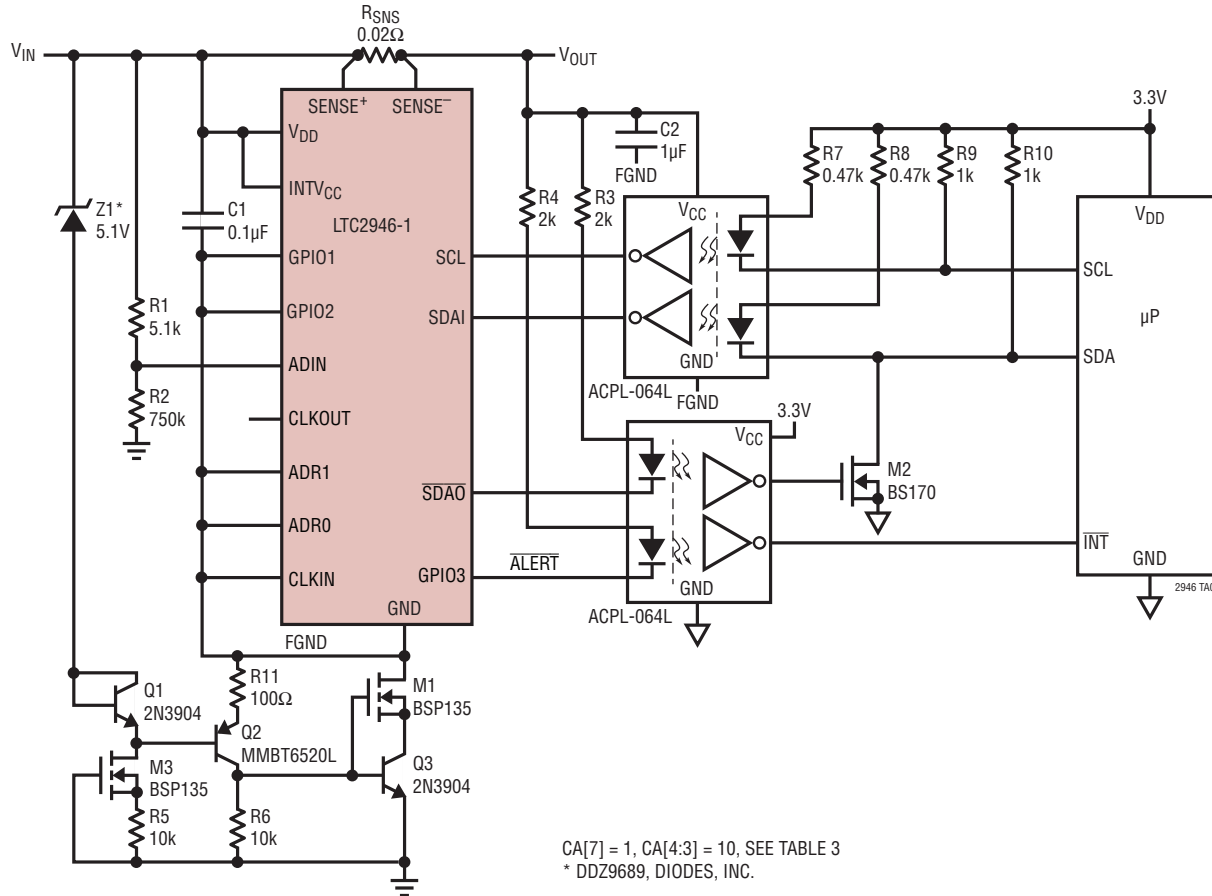 RSNS
0.02Ω
VIN
VOUT
SENSE+
SENSE−
VDD
INTVCC
LTC2946-1
GPIO1
GPIO2
ADIN
CLKOUT
ADR1
ADR0
CLKIN
SCL
SDAI
SDAO
GPIO3
GND
ALERT
FGND
Z1*
5.1V
C1
0.1µF
R1
5.1k
R2
750k
R4
2k
R3
2k
C2
1µF
FGND
VCC
GND
ACPL-064L
FGND
R7
0.47k
R8
0.47k
R9
1k
R10
1k
3.3V
VDD
SCL
µP
SDA
INT
GND
2946 TA0
3.3V
VCC
GND
ACPL-064L
M2
BS170
Q1
2N3904
M3
BSP135
R5
10k
R11
100Ω
Q2
MMBT6520L
R6
10k
M1
BSP135
Q3
2N3904
CA[7] = 1, CA[4:3] = 10, SEE TABLE 3
* DDZ9689, DIODES, INC.